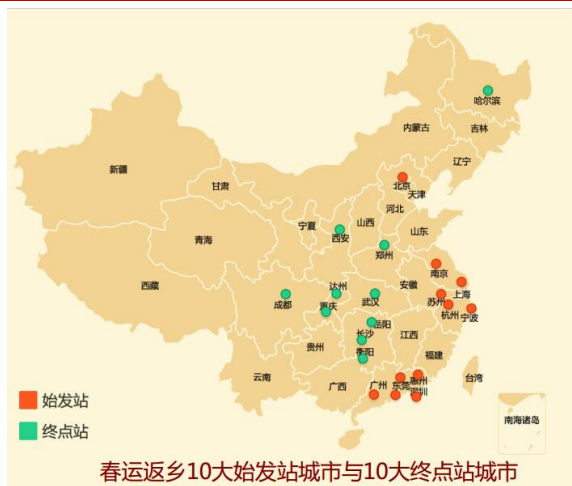 哈尔滨
内蒙古
吉林
辽宁
新疆
甘肃
北京
天津
河北
宁夏
山西
山东
西安
郑州
青海
南京
西藏
达州
安徽
苏州
上海
成都
重庆
武汉
杭州
宁波
岳阳
长沙
江西
贵州
衡阳
福建
云南
广西
广州
东莞
惠州
深圳
台湾
南海诸岛
始发站
终点站
春运返乡10大始发站城市与10大终点站城市